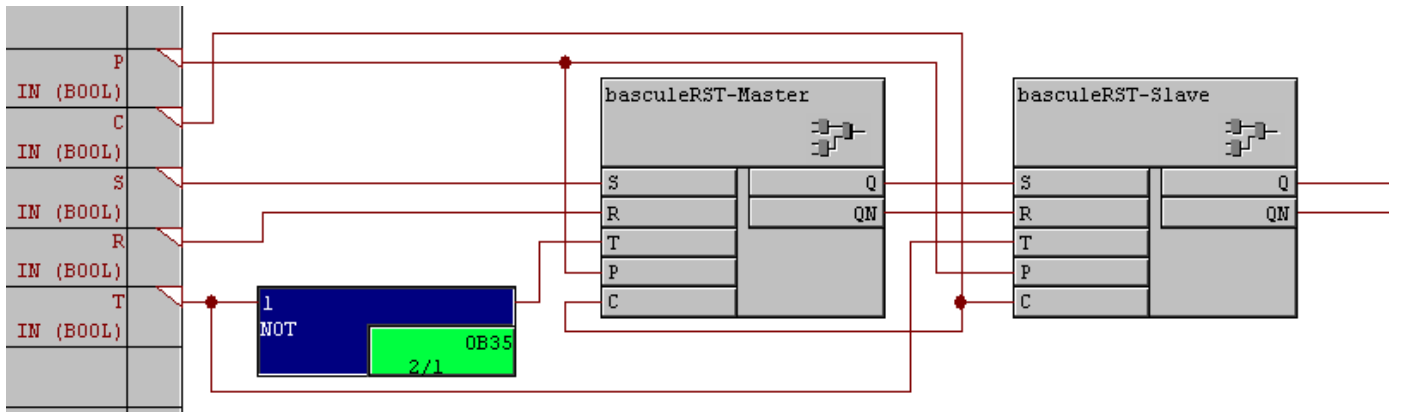 P
IN (BOOL)
C
IN (BOOL)
S
IN (BOOL)
R
IN (BOOL)
T
IN (BOOL)
1
NOT
OB35
2/1
basculeRST-Master
S Q
R QN
T
P
C
basculeRST-Slave
S Q
R QN
T
P
C